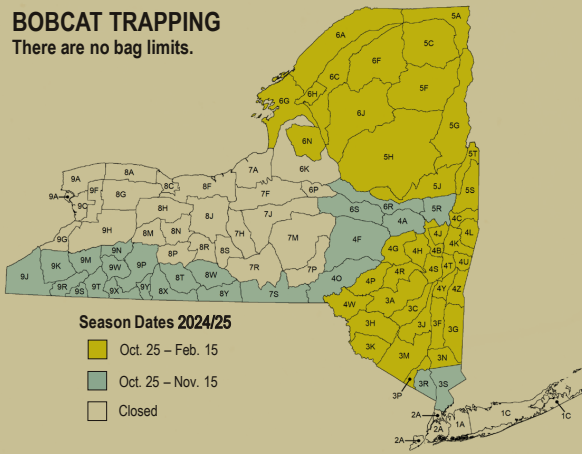 BOBCAT TRAPPING
There are no bag limits.
5A
6A
5C
6F
6C
5F
6H
6G
6J
5G
6N
5H
5T
7A
6K
9A
8A
8C
8F
9F
8G
7F
6P
5J
5S
9A
9C
8H
8J
7J
6S
6R
5R
4A
4C
9G
9H
8M
8N
7H
7M
4F
4J
4L
4G
4H
4B
4K
9N
8P
8R
8S
9J
9K
9M
9W
9P
7R
7P
4R
4S
4T
4U
8T
8W
4O
4P
9R
9S
9T
9X
9Y
8X
8Y
7S
4W
3A
3C
4Y
4Z
3H
3J
3F
3G
3K
3M
3N
3R
3S
3P
2A
2A
2A
1A
1C
1C
Season Dates 2024/25
Oct. 25 – Feb. 15
Oct. 25 – Nov. 15
Closed